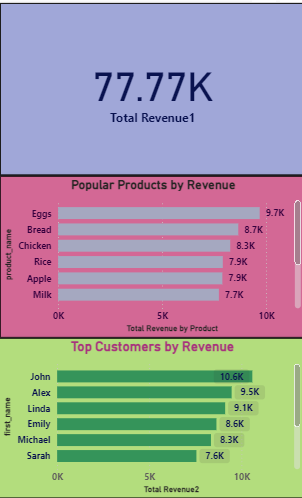 77.77K
Total Revenue1
Popular Products by Revenue
product_name
Eggs 9.7K
Bread 8.7K
Chicken 8.3K
Rice 7.9K
Apple 7.9K
Milk 7.7K
0K 5K 10K
Total Revenue by Product
Top Customers by Revenue
first_name
John 10.6K
Alex 9.5K
Linda 9.1K
Emily 8.6K
Michael 8.3K
Sarah 7.6K
0K 5K 10K
Total Revenue2